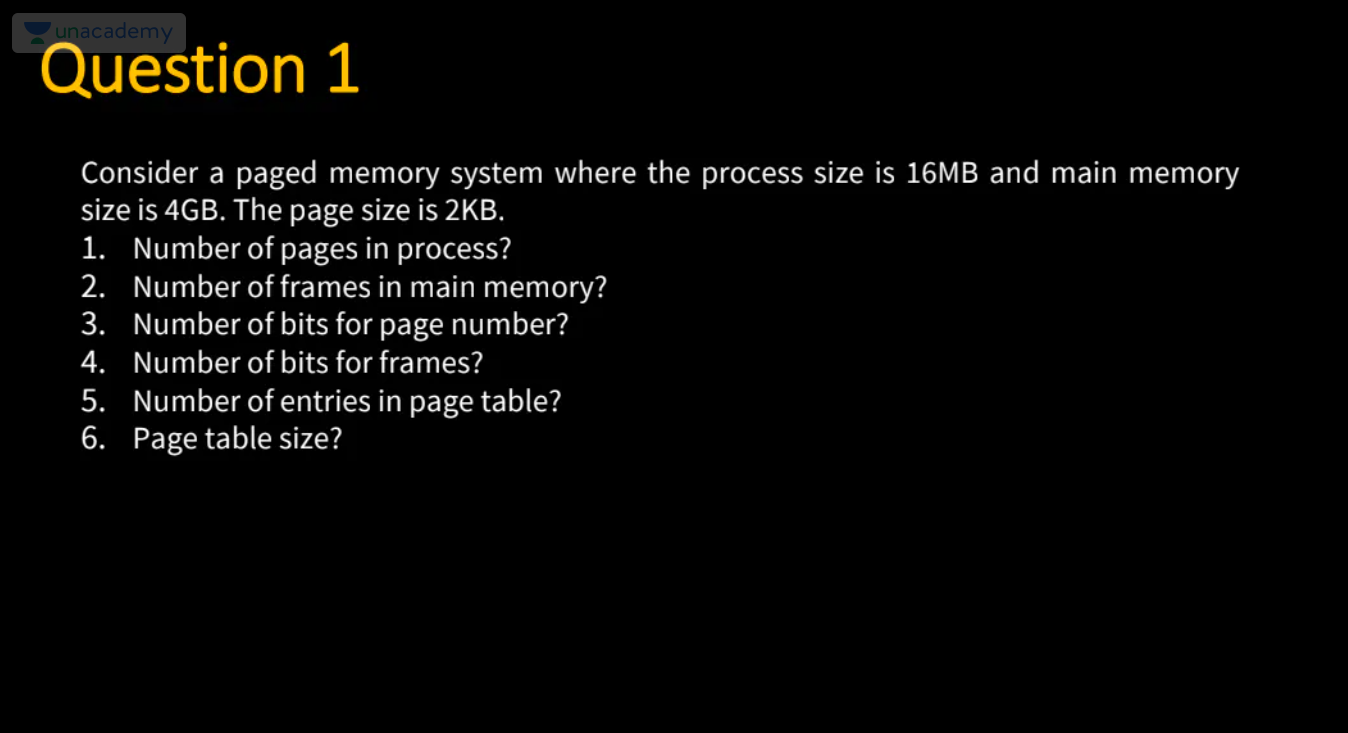 unacademy
Question 1
Consider a paged memory system where the process size is 16MB and main memory
size is 4GB. The page size is 2KB.
1. Number of pages in process?
2. Number of frames in main memory?
3. Number of bits for page number?
4. Number of bits for frames?
5. Number of entries in page table?
6. Page table size?